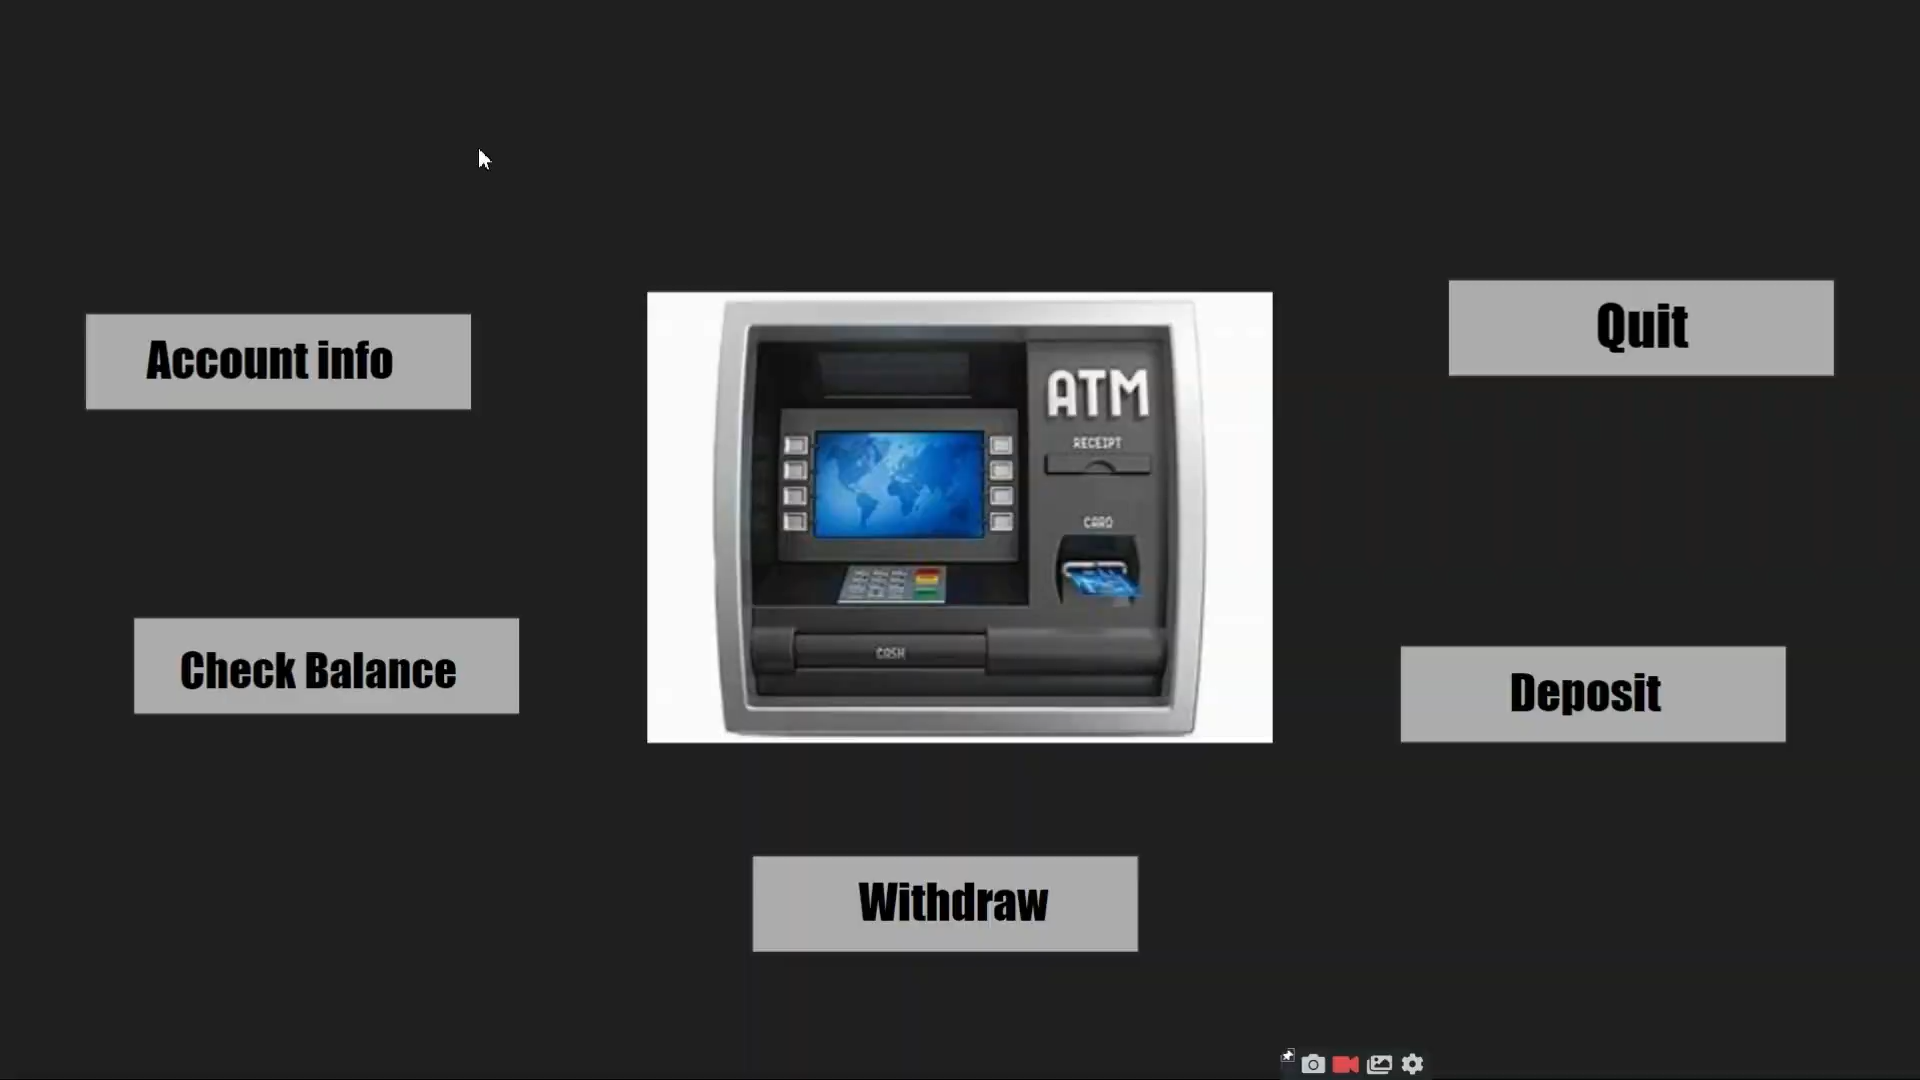 Quit
Account info
ATM
RECEIPT
CARD
Check Balance
CASH
Deposit
Withdraw